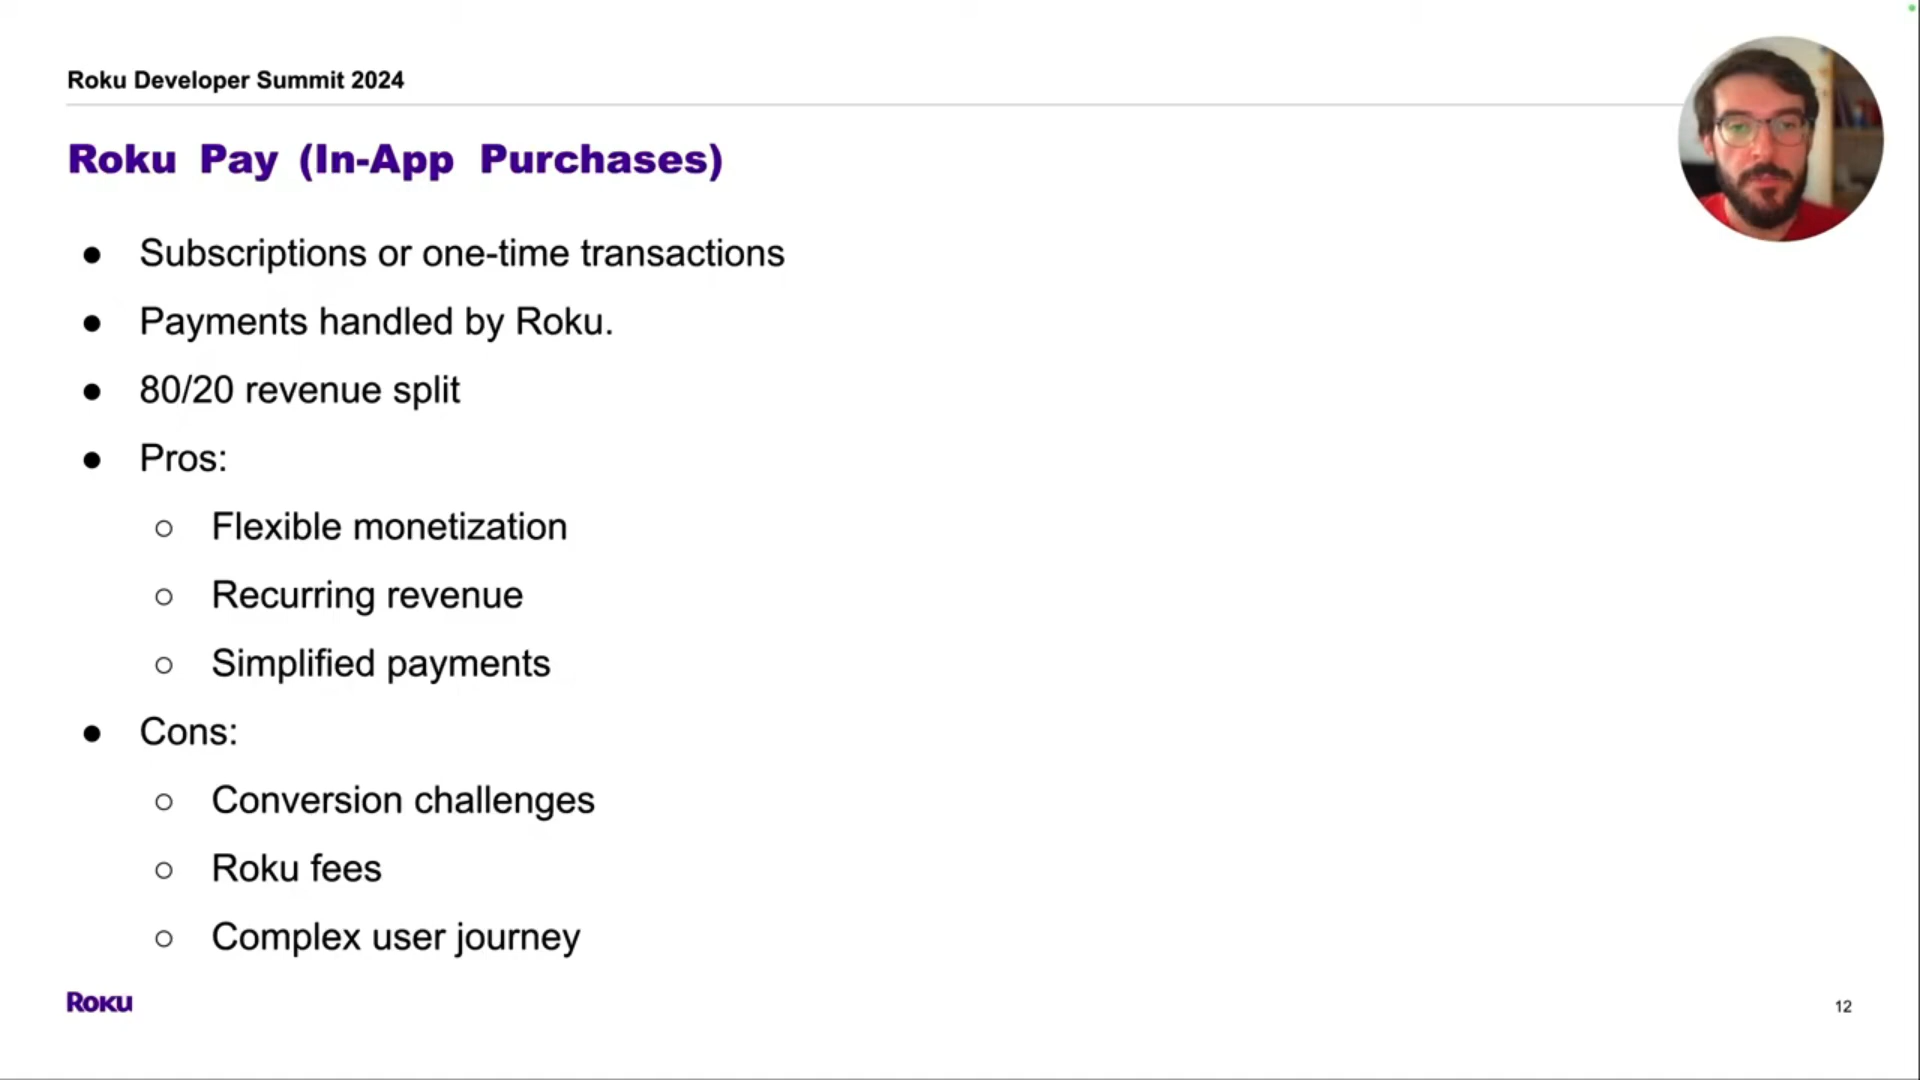 Roku Developer Summit 2024
Roku Pay (In-App Purchases)
● Subscriptions or one-time transactions
● Payments handled by Roku.
● 80/20 revenue split
● Pros:
○ Flexible monetization
○ Recurring revenue
○ Simplified payments
● Cons:
○ Conversion challenges
○ Roku fees
○ Complex user journey
Roku
12